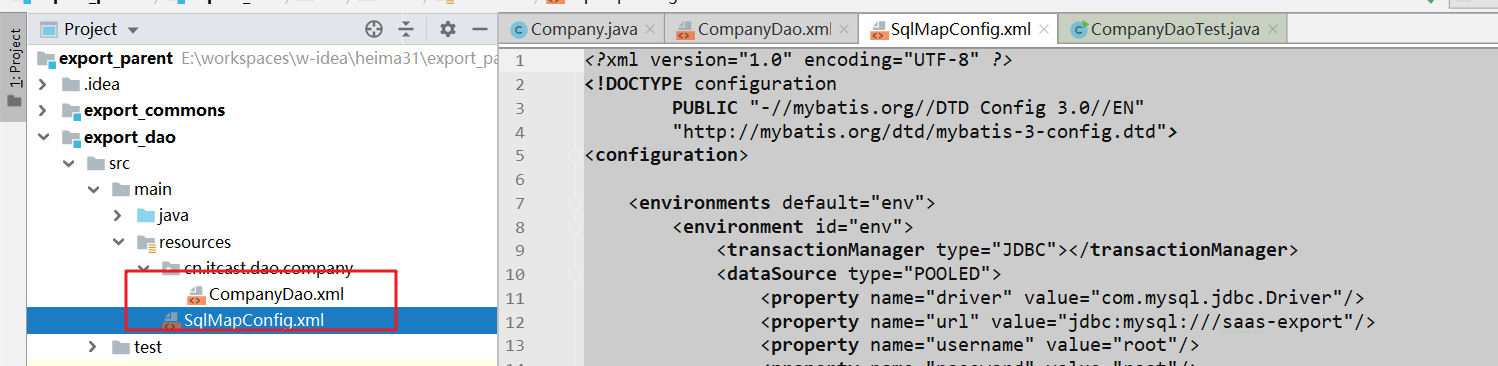 1: Project
Project
export_parent E:\workspaces\w-idea\heima31\export_pa
.idea
export_commons
export_dao
src
main
java
resources
cn.itcast.dao.company
CompanyDao.xml
SqlMapConfig.xml
test
Company.java CompanyDao.xml SqlMapConfig.xml CompanyDaoTest.java
1 <?xml version="1.0" encoding="UTF-8" ?>
2 <!DOCTYPE configuration
3 PUBLIC "-//mybatis.org//DTD Config 3.0//EN"
4 "http://mybatis.org/dtd/mybatis-3-config.dtd">
5 <configuration>
6
7 <environments default="env">
8 <environment id="env">
9 <transactionManager type="JDBC"></transactionManager>
10 <dataSource type="POOLED">
11 <property name="driver" value="com.mysql.jdbc.Driver"/>
12 <property name="url" value="jdbc:mysql:///saas-export"/>
13 <property name="username" value="root"/>